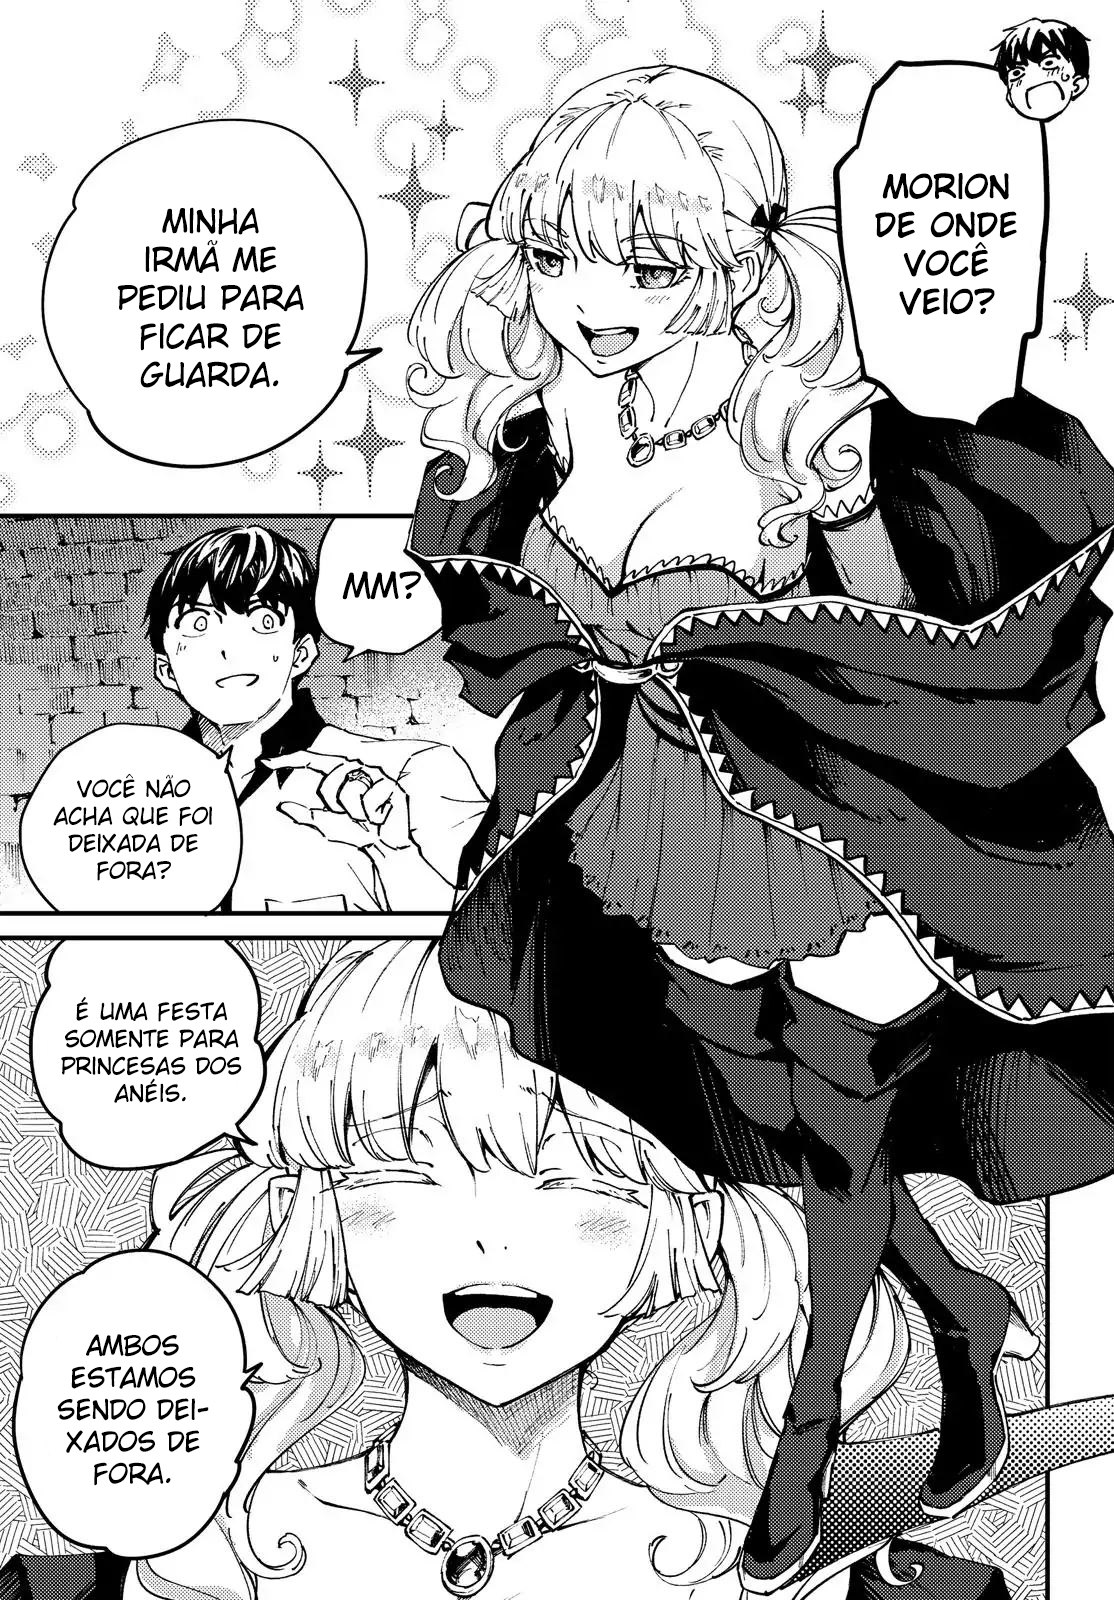 MORION
DE ONDE
VOCÊ
VEIO?
MINHA
IRMÃ ME
PEDIU PARA
FICAR DE
GUARDA.
MM?
VOCÊ NÃO
ACHA QUE FOI
DEIXADA DE
FORA?
É UMA FESTA
SOMENTE PARA
PRINCESAS DOS
ANÉIS.
AMBOS
ESTAMOS
SENDO DEI-
XADOS DE
FORA.